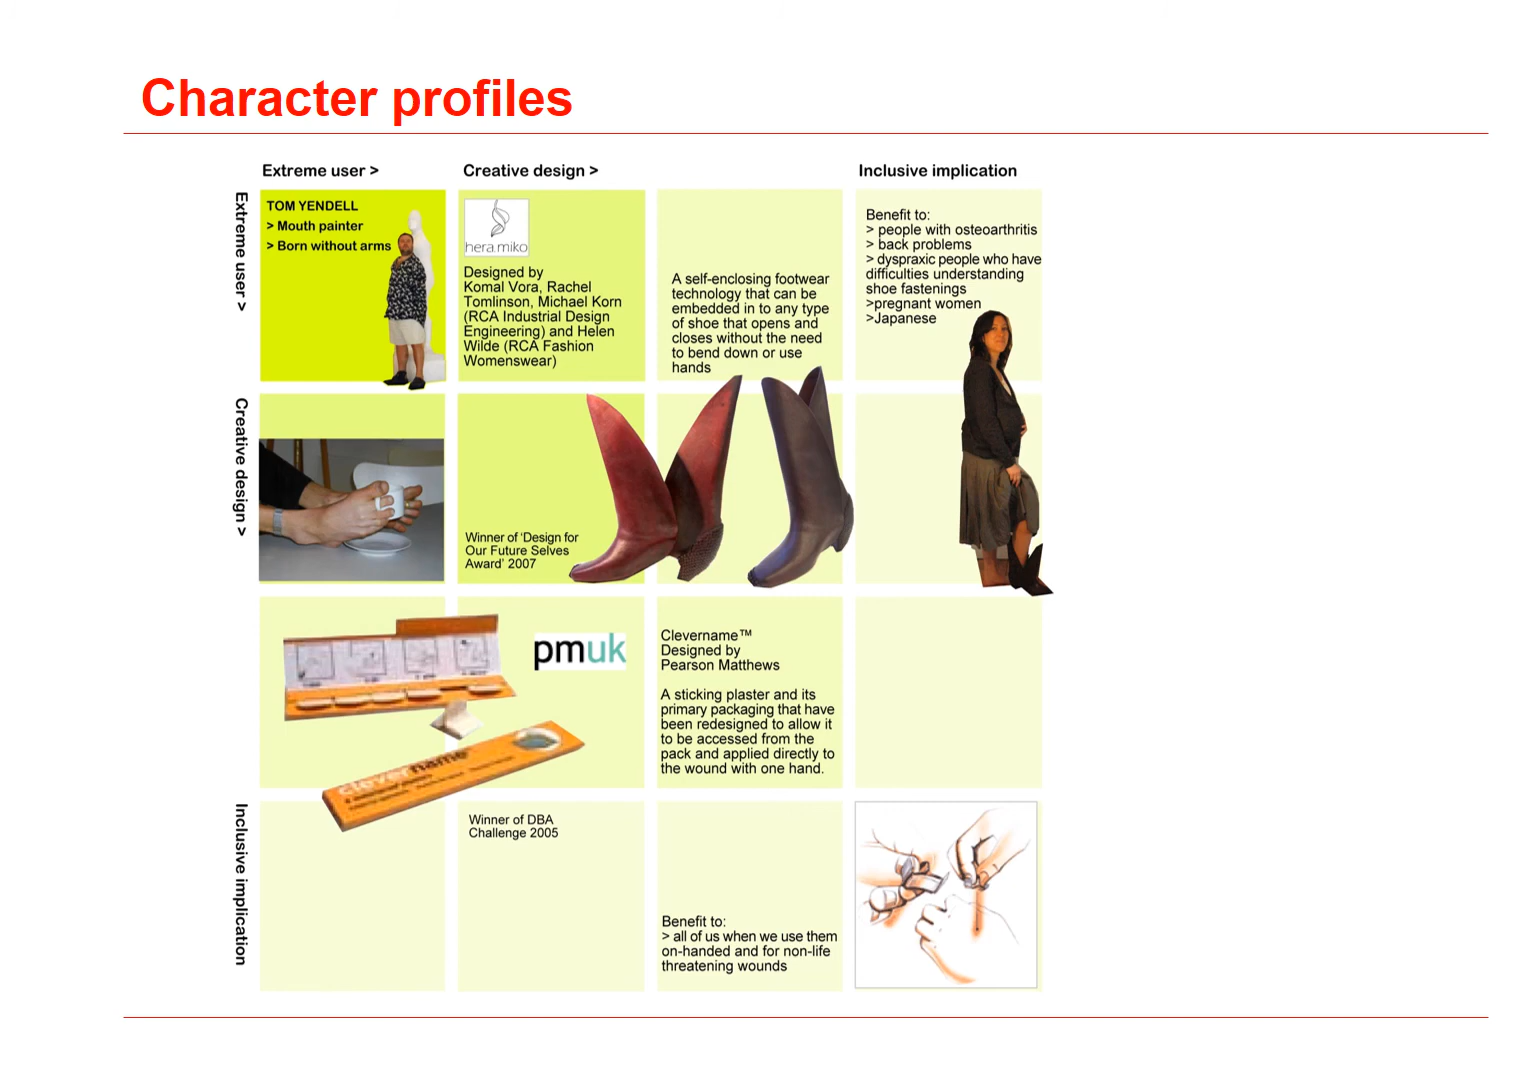 Character profiles
Extreme user >
Creative design >
Inclusive implication
Extreme user >
TOM YENDELL
> Mouth painter
> Born without arms
hera.miko
Designed by
Komal Vora, Rachel
Tomlinson, Michael Korn
(RCA Industrial Design
Engineering) and Helen
Wilde (RCA Fashion
Womenswear)
A self-enclosing footwear
technology that can be
embedded in to any type
of shoe that opens and
closes without the need
to bend down or use
hands
Benefit to:
> people with osteoarthritis
> back problems
> dyspraxic people who have
difficulties understanding
shoe fastenings
>pregnant women
>Japanese
Creative design >
Winner of ‘Design for
Our Future Selves
Award’ 2007
pmuk
Clevername™
Designed by
Pearson Matthews
A sticking plaster and its
primary packaging that have
been redesigned to allow it
to be accessed from the
pack and applied directly to
the wound with one hand.
clevername
Inclusive implication
Winner of DBA
Challenge 2005
Benefit to:
> all of us when we use them
on-handed and for non-life
threatening wounds